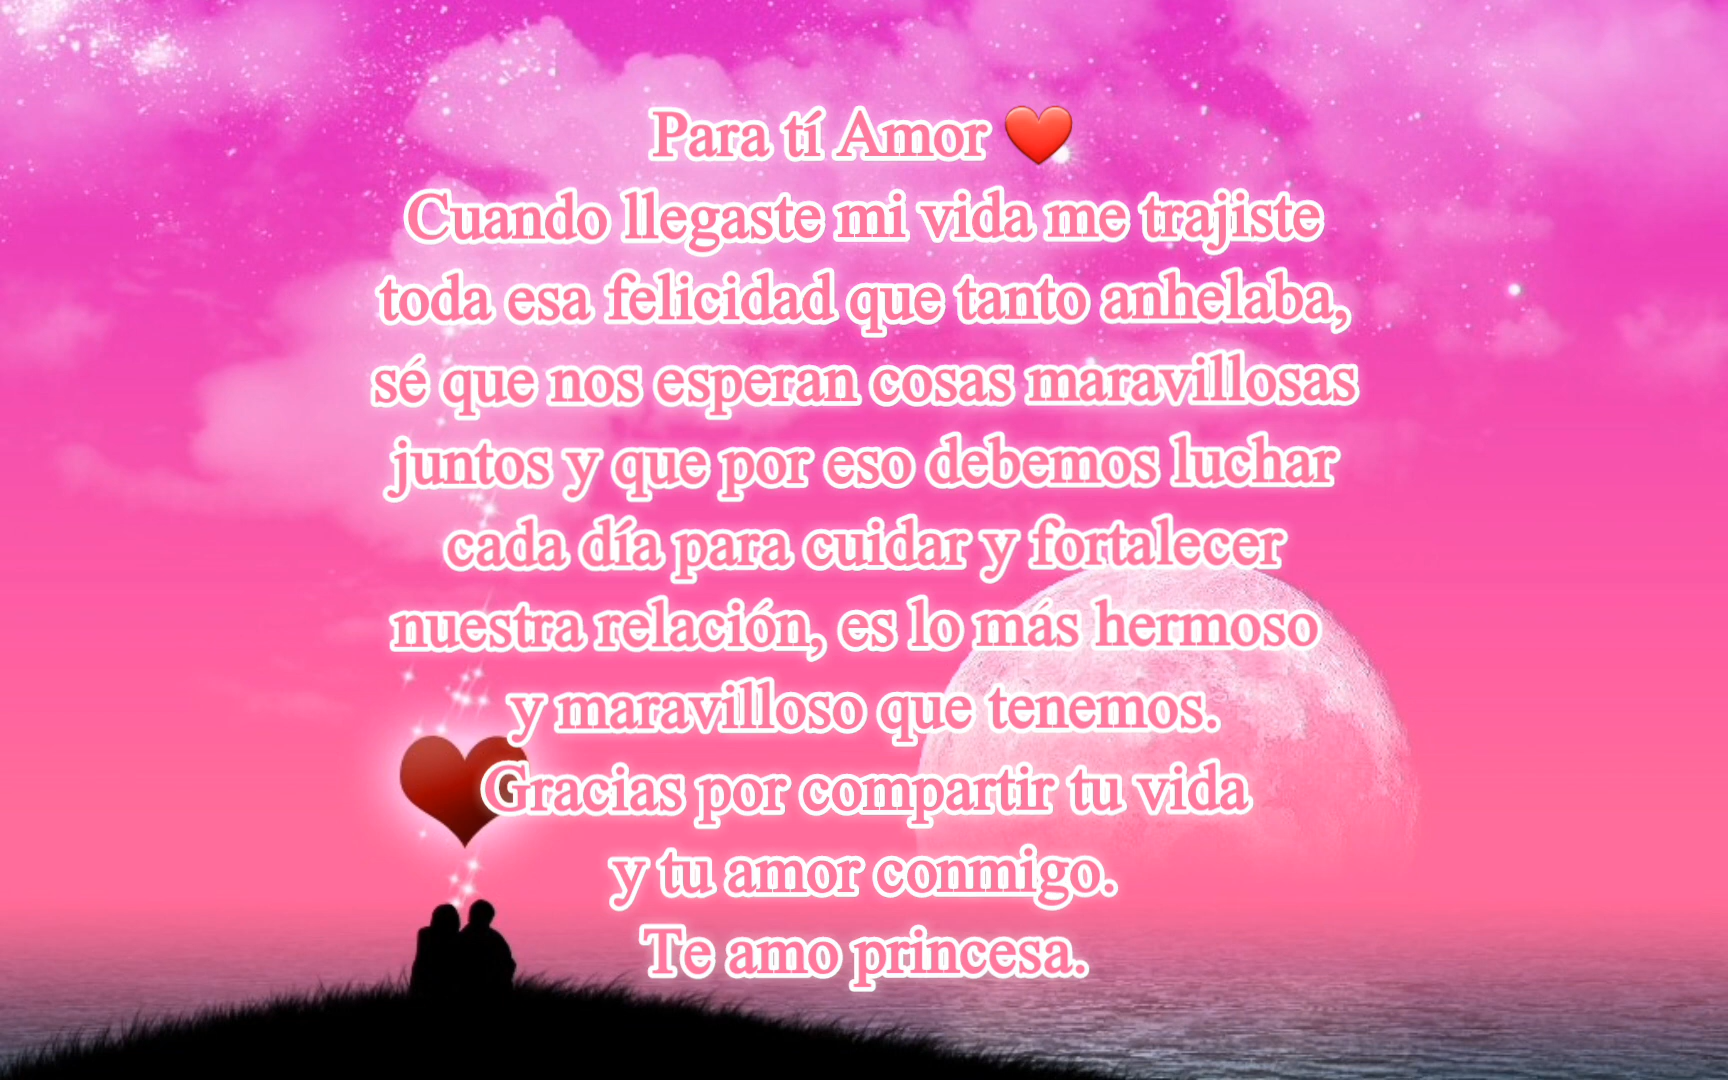 Para tí Amor ❤️
Cuando llegaste mi vida me trajiste
toda esa felicidad que tanto anhelaba,
sé que nos esperan cosas maravillosas
juntos y que por eso debemos luchar
cada día para cuidar y fortalecer
nuestra relación, es lo más hermoso
y maravilloso que tenemos.
Gracias por compartir tu vida
y tu amor conmigo.
Te amo princesa.